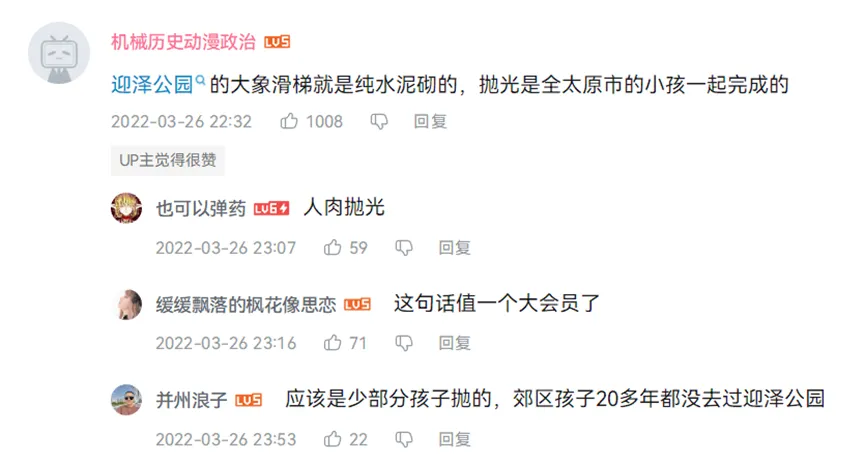 机械历史动漫政治 LV5
迎泽公园的大象滑梯就是纯水泥砌的，抛光是全太原市的小孩一起完成的
2022-03-26 22:32 1008 回复
UP主觉得很赞
也可以弹药 LV6 人肉抛光
2022-03-26 23:07 59 回复
缓缓飘落的枫花像思恋 LV5 这句话值一个大会员了
2022-03-26 23:16 71 回复
并州浪子 LV5 应该是少部分孩子抛的，郊区孩子20多年都没去过迎泽公园
2022-03-26 23:53 22 回复